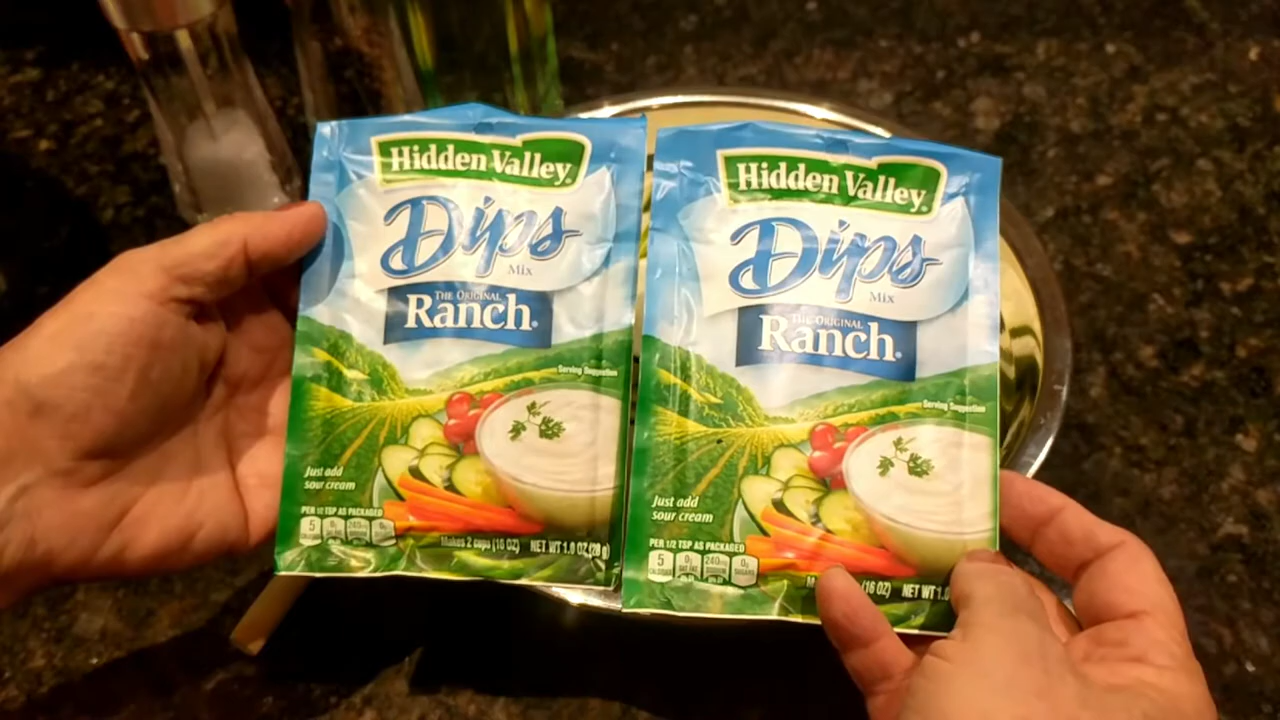 Hidden Valley®
Dips
Mix
THE ORIGINAL
Ranch®
Serving Suggestion
Just add
sour cream
PER 1/2 TSP AS PACKAGED
5 0g 240mg 0g
CALORIES SAT FAT SODIUM SUGARS
Makes 2 cups (16 OZ) NET WT 1.0 OZ (28 g)
Hidden Valley®
Dips
Mix
THE ORIGINAL
Ranch®
Serving Suggestion
Just add
sour cream
PER 1/2 TSP AS PACKAGED
5 0g 240mg 0g
CALORIES SAT FAT SODIUM SUGARS
(16 OZ) NET WT 1.0